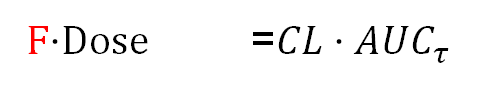 F·Dose =CL · AUCτ